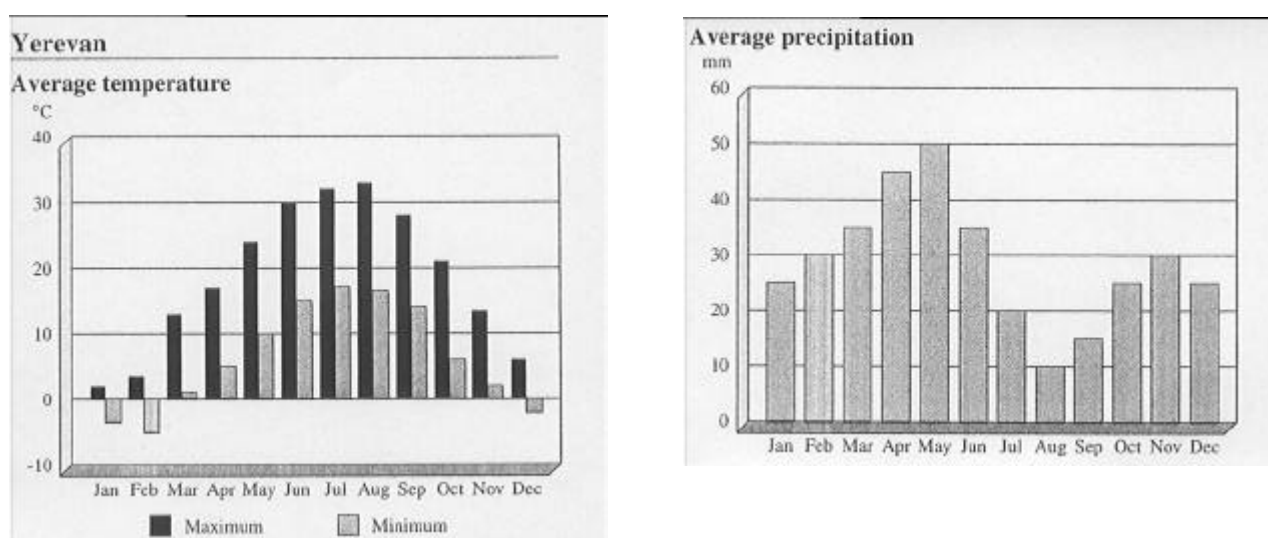 Yerevan
Average temperature
°C
40
30
20
10
0
-10
Jan Feb Mar Apr May Jun Jul Aug Sep Oct Nov Dec
Maximum Minimum
Average precipitation
mm
60
50
40
30
20
10
0
Jan Feb Mar Apr May Jun Jul Aug Sep Oct Nov Dec